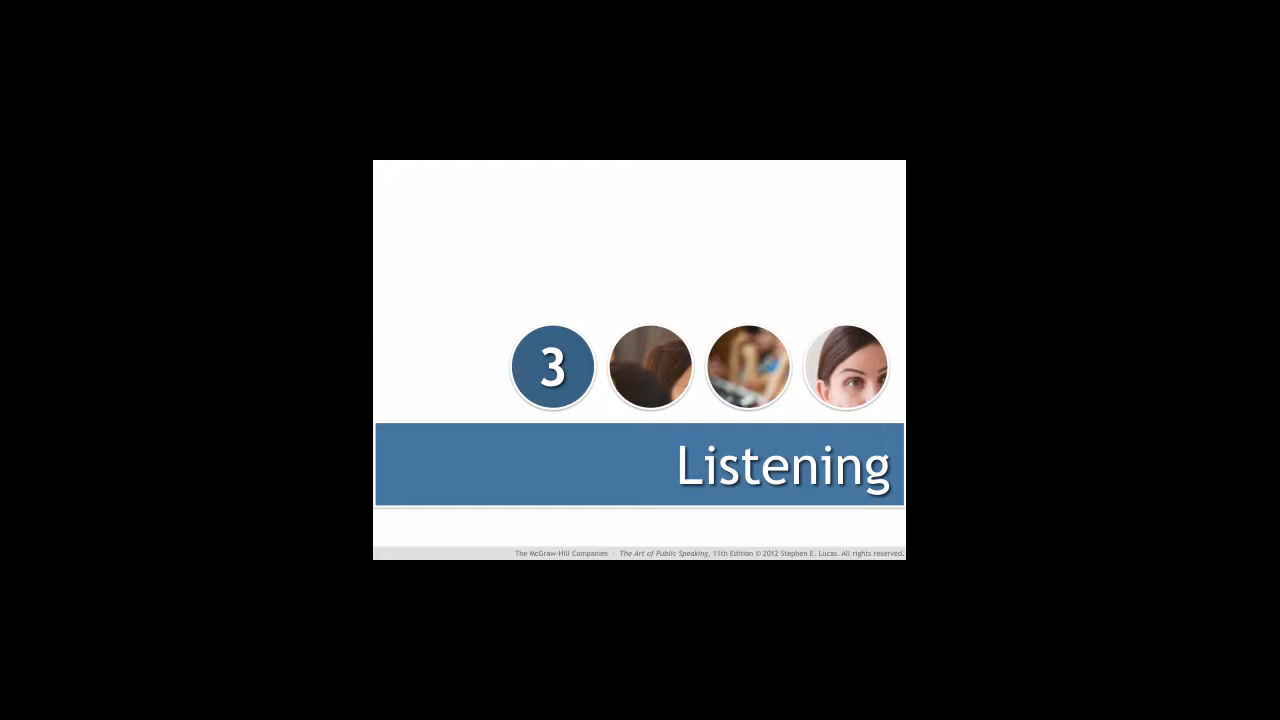 3
Listening
The McGraw-Hill Companies · The Art of Public Speaking, 11th Edition © 2012 Stephen E. Lucas. All rights reserved.